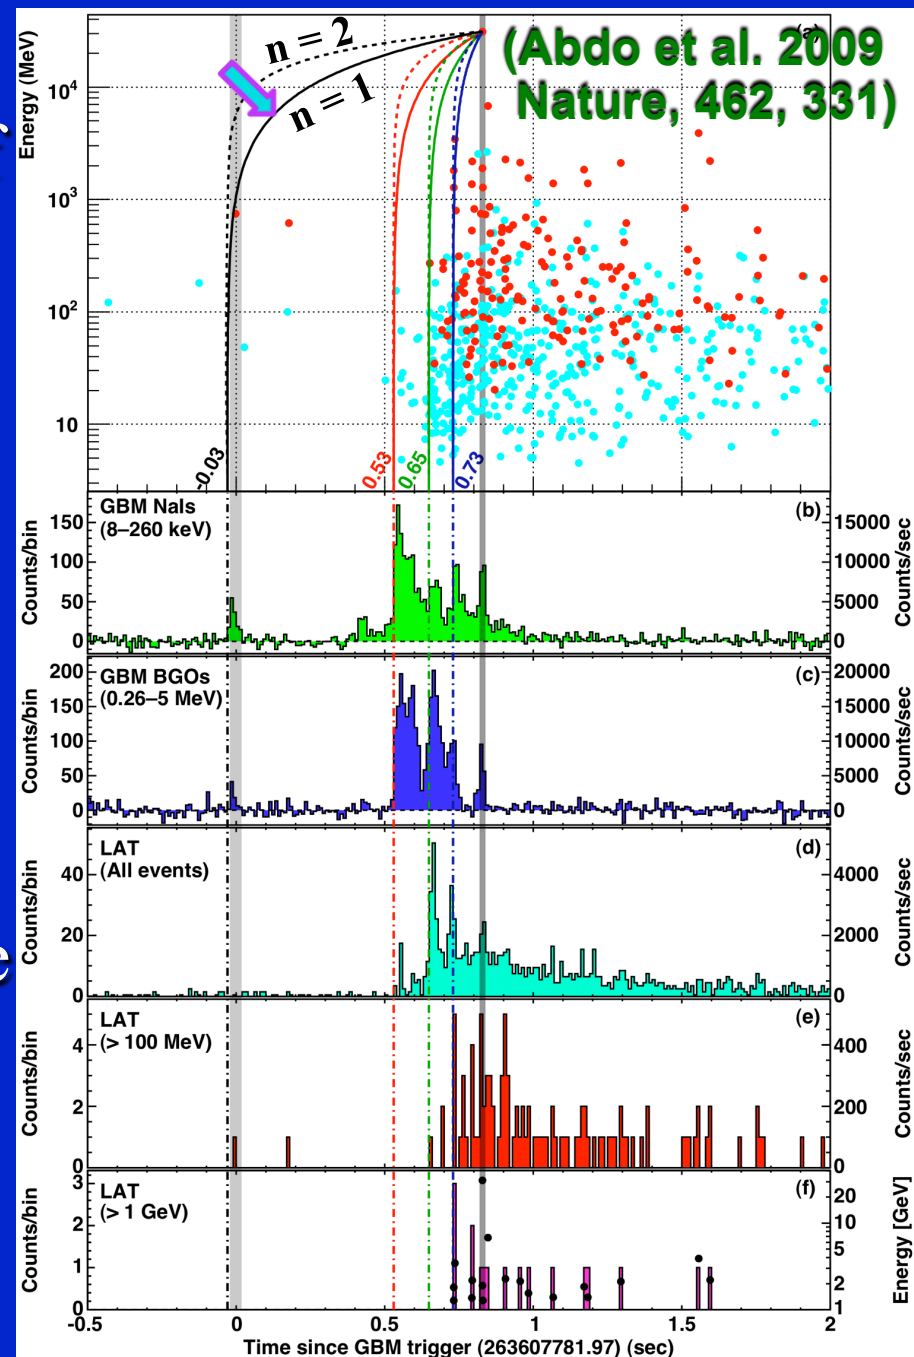 (Abdo et al. 2009
Nature, 462, 331)
(a)
n = 2
n = 1
Energy (MeV)
10⁴
10³
10²
10
-0.03
0.53
0.65
0.73
GBM NaIs
(8–260 keV)
(b)
Counts/bin
150
100
50
0
15000
10000
5000
0
Counts/sec
GBM BGOs
(0.26–5 MeV)
(c)
Counts/bin
200
150
100
50
0
20000
15000
10000
5000
0
Counts/sec
LAT
(All events)
(d)
Counts/bin
40
20
0
4000
2000
0
Counts/sec
LAT
(> 100 MeV)
(e)
Counts/bin
4
2
0
400
200
0
Counts/sec
LAT
(> 1 GeV)
(f)
Counts/bin
3
2
1
0
20
10
5
2
1
Energy [GeV]
-0.5 0 0.5 1 1.5 2
Time since GBM trigger (263607781.97) (sec)